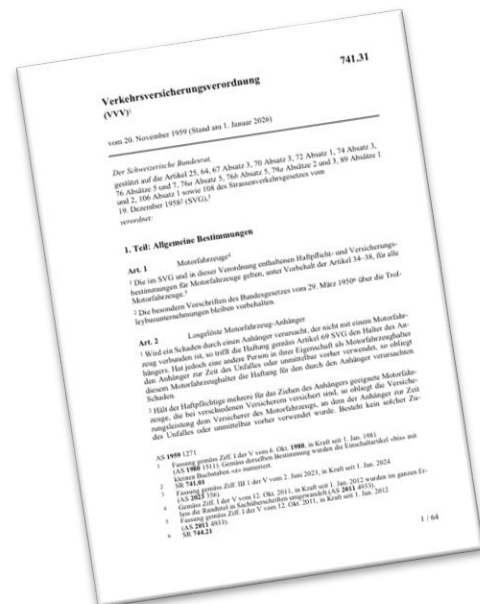 741.31
Verkehrsversicherungsverordnung
(VVV)¹
vom 20. November 1959 (Stand am 1. Januar 2026)
Der Schweizerische Bundesrat,
gestützt auf die Artikel 25, 64, 67 Absatz 3, 70 Absatz 3, 72 Absatz 1, 74 Absatz 3,
76 Absätze 5 und 7, 76a Absatz 5, 76b Absatz 5, 79a Absätze 2 und 3, 89 Absätze 1
und 2, 106 Absatz 1 sowie 108 des Strassenverkehrsgesetzes vom
19. Dezember 1958² (SVG),³
verordnet:
1. Teil: Allgemeine Bestimmungen
Art. 1 Motorfahrzeuge⁴
¹ Die im SVG und in dieser Verordnung enthaltenen Haftpflicht- und Versicherungs-
bestimmungen für Motorfahrzeuge gelten, unter Vorbehalt der Artikel 34–38, für alle
Motorfahrzeuge.⁵
² Die besondern Vorschriften des Bundesgesetzes vom 29. März 1950⁶ über die Trol-
leybusunternehmungen bleiben vorbehalten.
Art. 2 Losgelöste Motorfahrzeug-Anhänger
¹ Wird ein Schaden durch einen Anhänger verursacht, der nicht mit einem Motorfahr-
zeug verbunden ist, so trifft die Haftung gemäss Artikel 69 SVG den Halter des An-
hängers. Hat jedoch eine andere Person in ihrer Eigenschaft als Motorfahrzeughalter
den Anhänger zur Zeit des Unfalles oder unmittelbar vorher verwendet, so obliegt
diesem Motorfahrzeughalter die Haftung für den durch den Anhänger verursachten
Schaden.
² Hält der Haftpflichtige mehrere für das Ziehen des Anhängers geeignete Motorfahr-
zeuge, die bei verschiedenen Versicherern versichert sind, so obliegt die Versiche-
rungsleistung dem Versicherer des Motorfahrzeugs, an dem der Anhänger zur Zeit
des Unfalles oder unmittelbar vorher verwendet wurde. Besteht kein solcher Zu-
AS 1959 1271
1 Fassung gemäss Ziff. I der V vom 6. Okt. 1980, in Kraft seit 1. Jan. 1981
(AS 1980 1511). Gemäss derselben Bestimmung wurden die Einschaltartikel «bis» mit
kleinen Buchstaben «a» numeriert.
2 SR 741.01
3 Fassung gemäss Ziff. III 1 der V vom 2. Juni 2023, in Kraft seit 1. Jan. 2024
(AS 2023 356).
4 Gemäss Ziff. I der V vom 12. Okt. 2011, in Kraft seit 1. Jan. 2012 wurden im ganzen Er-
lass die Randtitel in Sachüberschriften umgewandelt (AS 2011 4933).
5 Fassung gemäss Ziff. I der V vom 12. Okt. 2011, in Kraft seit 1. Jan. 2012
(AS 2011 4933).
6 SR 744.21
1 / 64